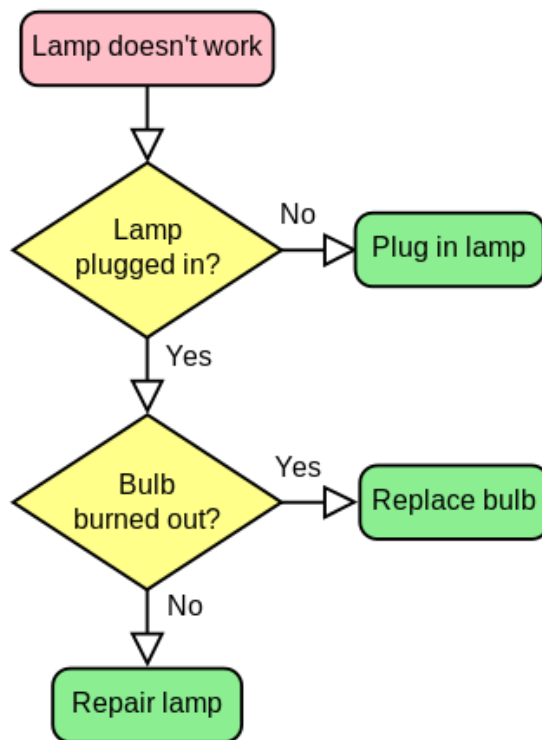 Lamp doesn't work
Lamp
plugged in?
No
Plug in lamp
Yes
Bulb
burned out?
Yes
Replace bulb
No
Repair lamp